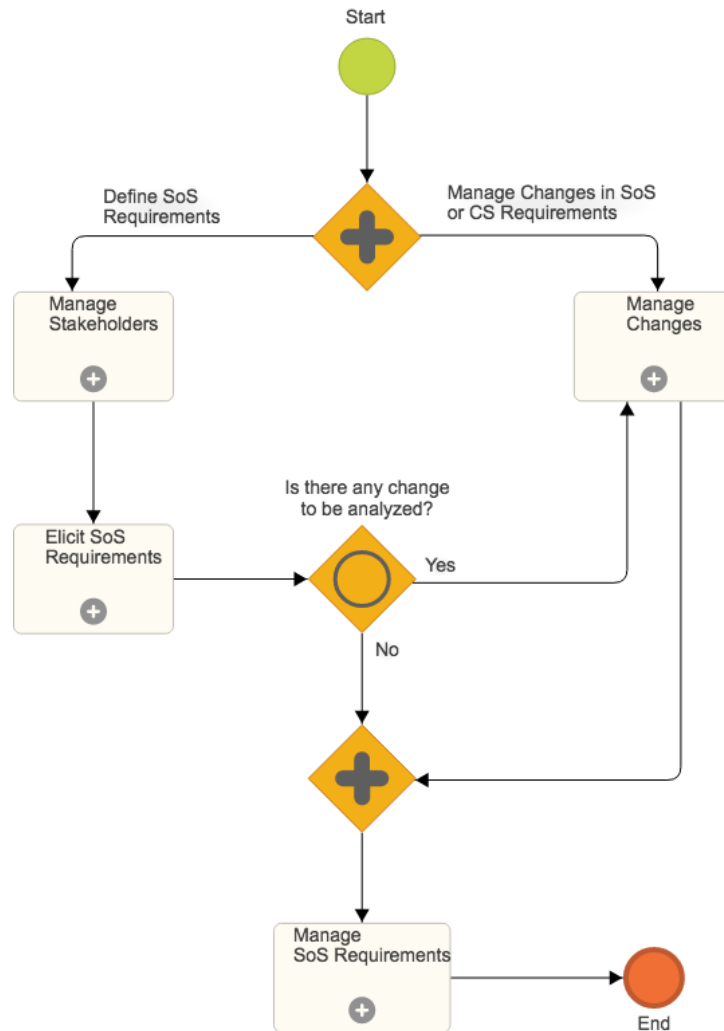 Start
Define SoS
Requirements
Manage Changes in SoS
or CS Requirements
Manage
Stakeholders
Manage
Changes
Is there any change
to be analyzed?
Elicit SoS
Requirements
Yes
No
Manage
SoS Requirements
End